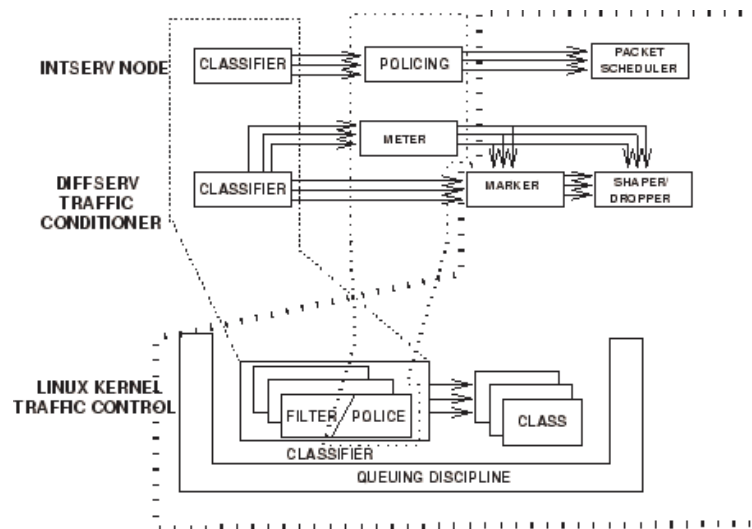 INTSERV NODE
CLASSIFIER
POLICING
PACKET
SCHEDULER
METER
DIFFSERV
TRAFFIC
CONDITIONER
CLASSIFIER
MARKER
SHAPER/
DROPPER
LINUX KERNEL
TRAFFIC CONTROL
FILTER
POLICE
CLASS
CLASSIFIER
QUEUING DISCIPLINE